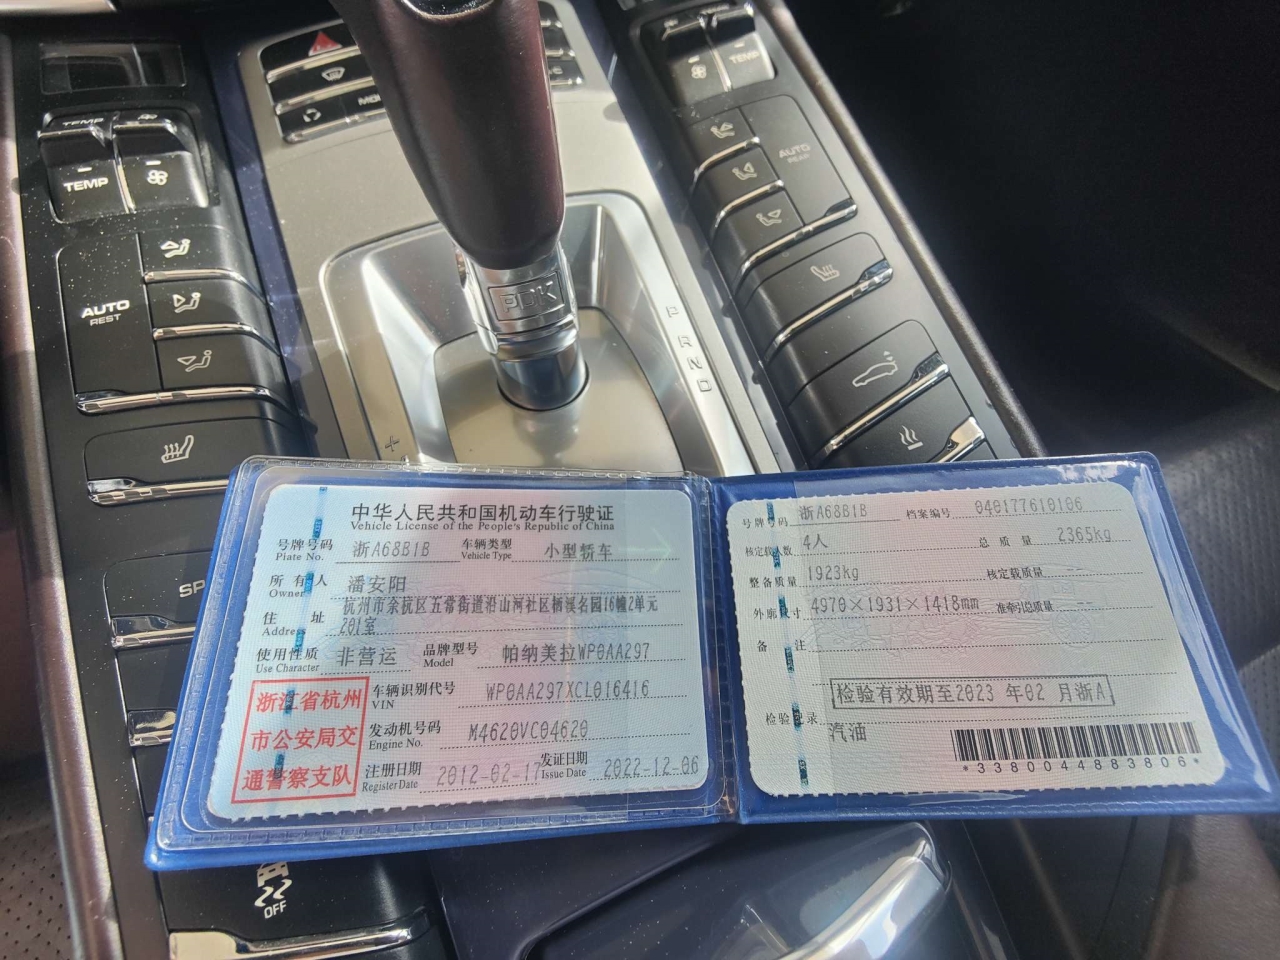 TEMP
TEMP
AUTO
REST
MO
PDK
P
R
N
D
+
TEMP
AUTO
REAR
SP
OFF
中华人民共和国机动车行驶证
Vehicle License of the People's Republic of China
号牌号码 浙A68B1B 车辆类型 小型轿车
Plate No. Vehicle Type
所有人 潘安阳
Owner
住址 杭州市余杭区五常街道浩山河社区栖溪名园16幢2单元
Address 201室
使用性质 非营运 品牌型号 帕纳美拉WP0AA297
Use Character Model
浙江省杭州
市公安局交
通警察支队
车辆识别代号 WP0AA297XCL016416
VIN
发动机号码 M4620VC04620
Engine No.
注册日期 2012-02-17 发证日期 2022-12-06
Register Date Issue Date
号牌号码 浙A68B1B 档案编号 040177610106
核定载人数 4人 总质量 2365kg
整备质量 1923kg 核定载质量
外廓尺寸 4970×1931×1418mm 准牵引总质量
备注
检验有效期至2023 年02 月浙A
检验记录
汽油
*3380044883806*